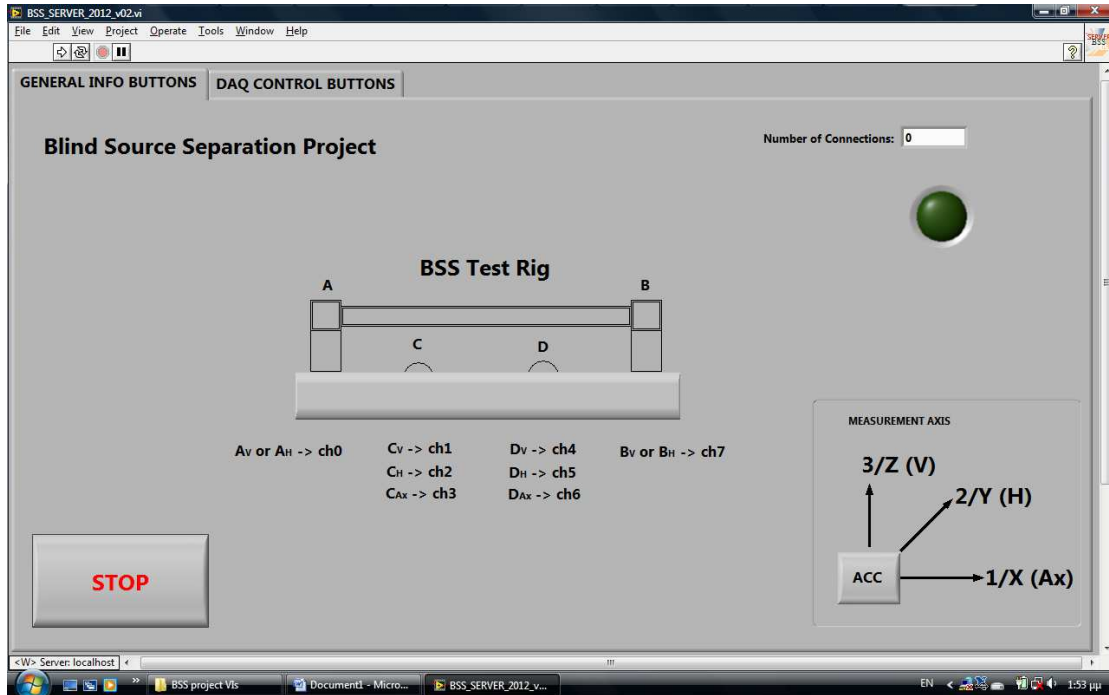 BSS_SERVER_2012_v02.vi
File Edit View Project Operate Tools Window Help
SERVER
BSS
GENERAL INFO BUTTONS DAQ CONTROL BUTTONS
Blind Source Separation Project
Number of Connections: 0
BSS Test Rig
A B
C D
Av or AH -> ch0 Cv -> ch1 Dv -> ch4 Bv or BH -> ch7
CH -> ch2 DH -> ch5
CAx -> ch3 DAx -> ch6
MEASUREMENT AXIS
3/Z (V)
2/Y (H)
ACC 1/X (Ax)
STOP
<W> Server: localhost
BSS project VIs Document1 - Micro... BSS_SERVER_2012_v... EN 1:53 μμ